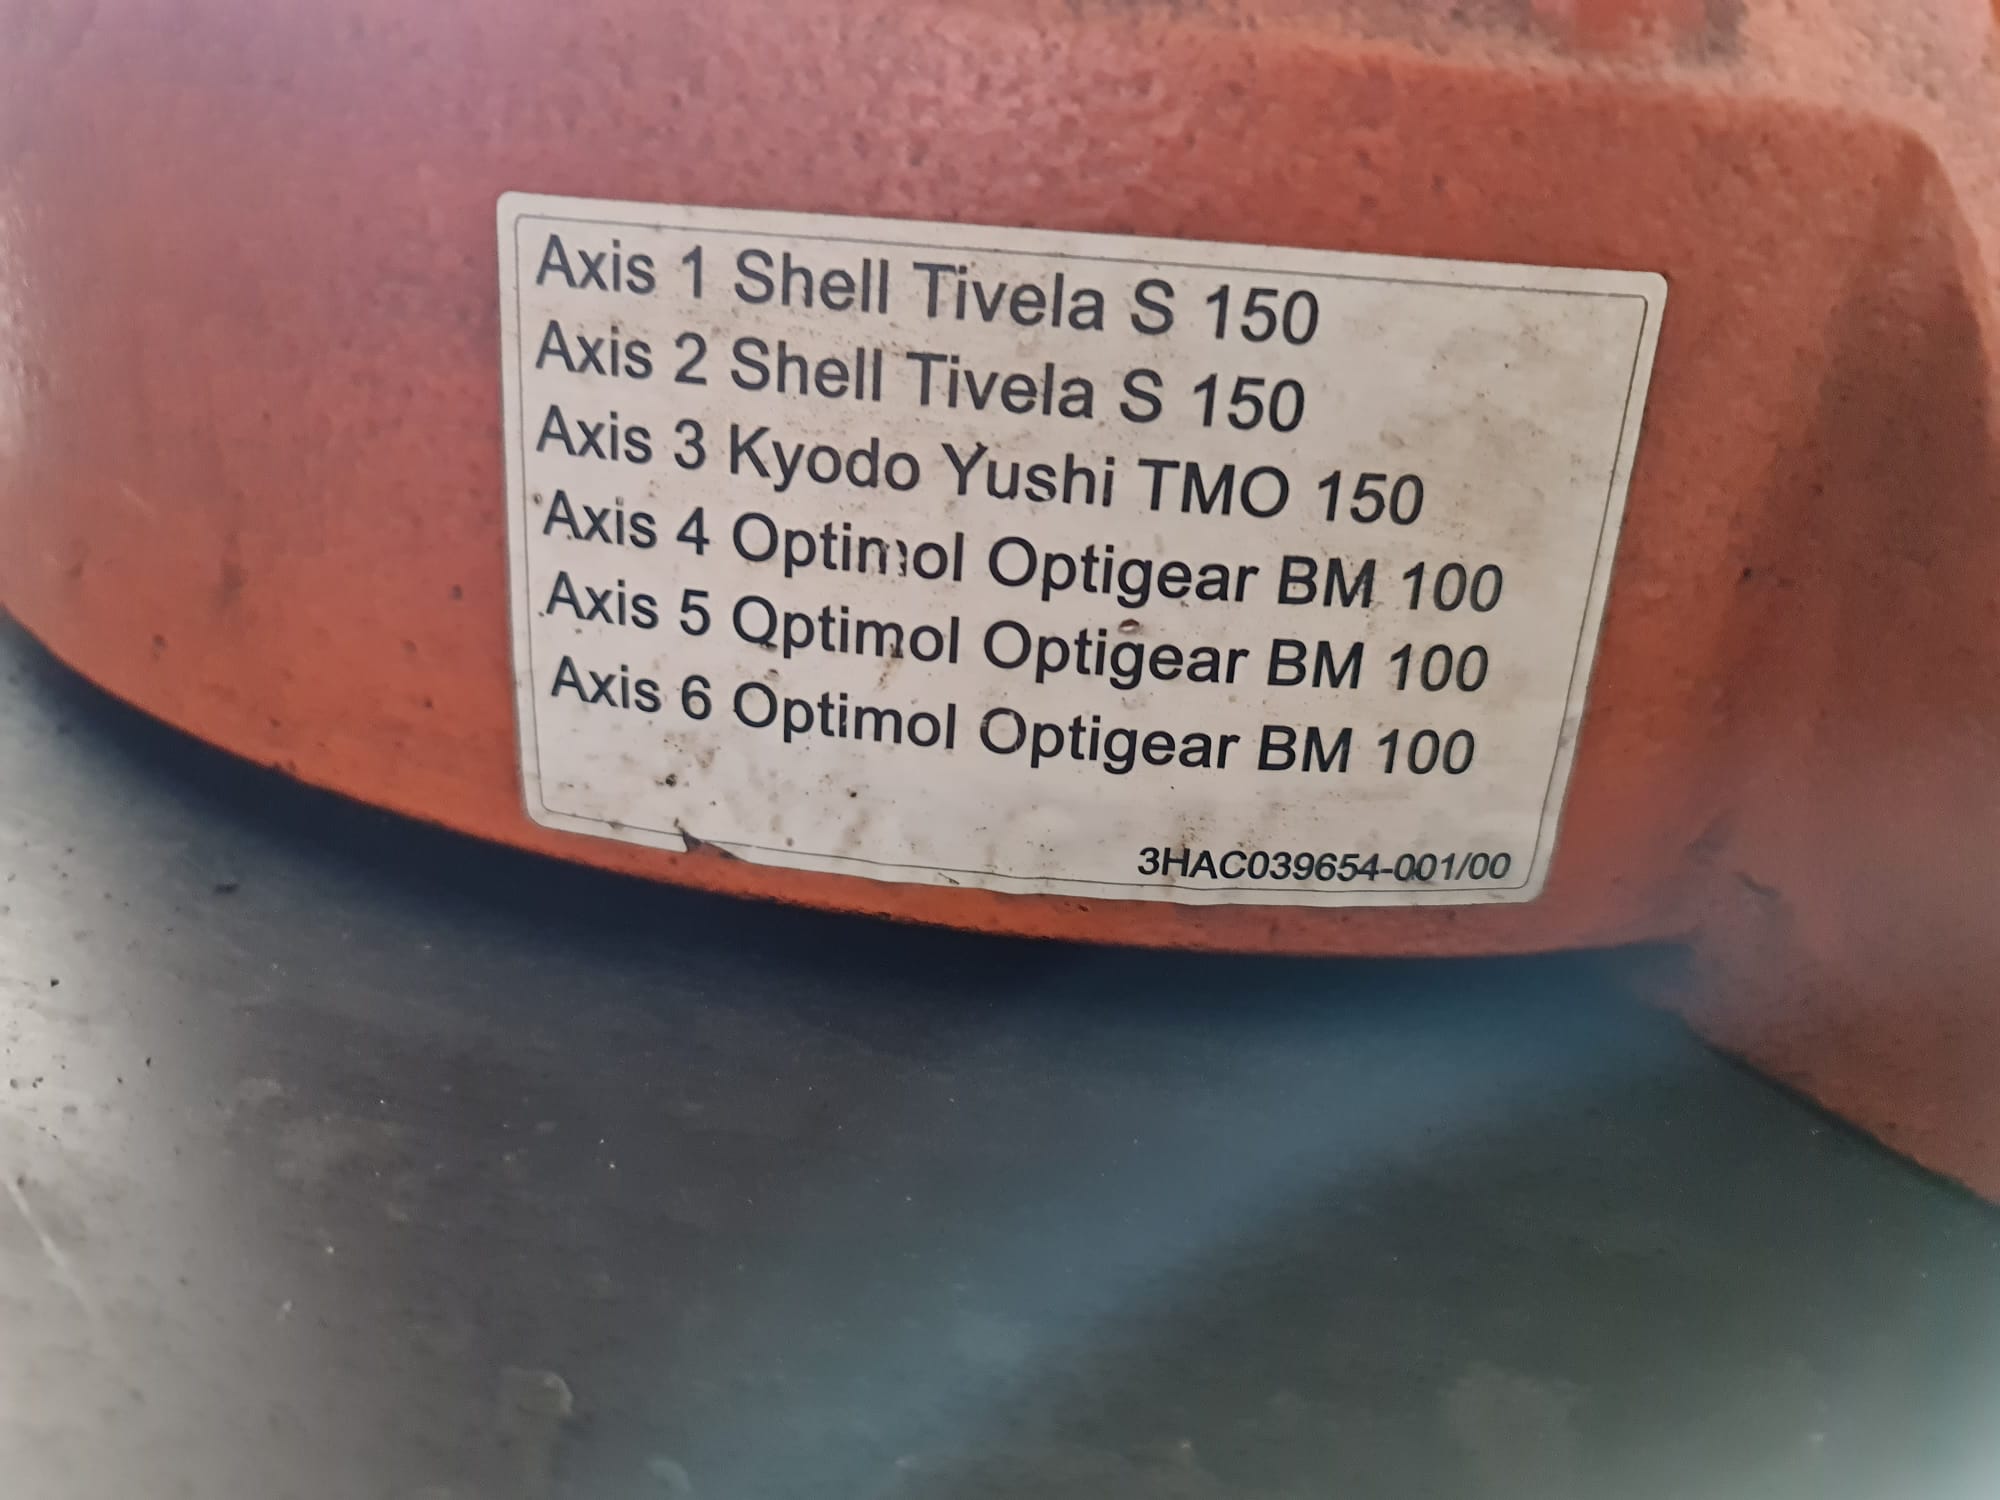 Axis 1 Shell Tivela S 150
Axis 2 Shell Tivela S 150
Axis 3 Kyodo Yushi TMO 150
Axis 4 Optimol Optigear BM 100
Axis 5 Optimol Optigear BM 100
Axis 6 Optimol Optigear BM 100
3HAC039654-001/00